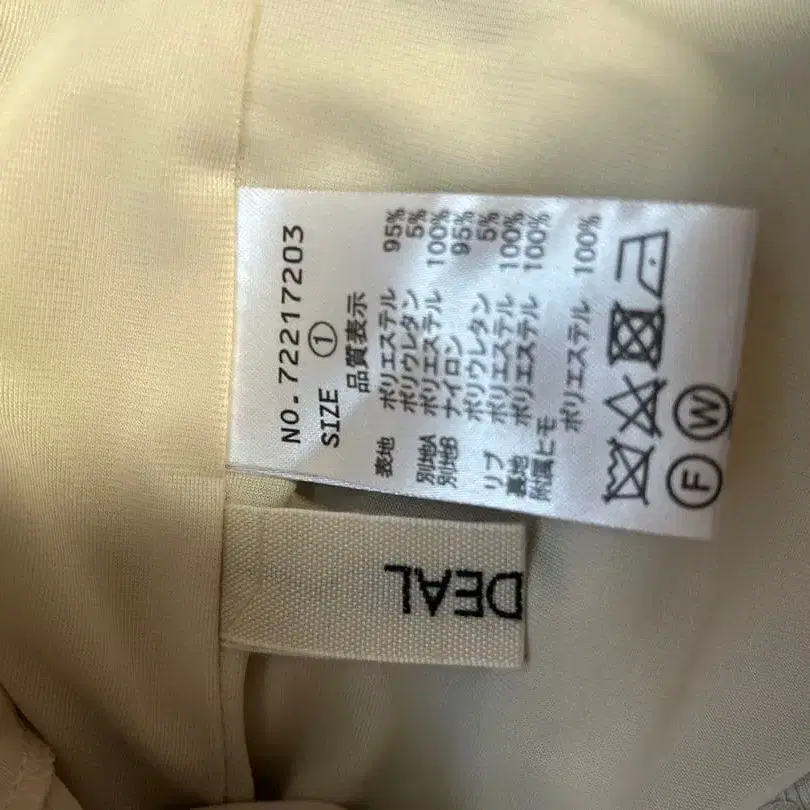 NO.72217203
SIZE ①
品質表示
表地 ポリエステル 95%
ポリウレタン 5%
別地A ポリエステル 100%
別地B ナイロン 95%
ポリウレタン 5%
リブ ポリエステル 100%
裏地 ポリエステル 100%
附属ヒモ
ポリエステル 100%
F W
DEAL